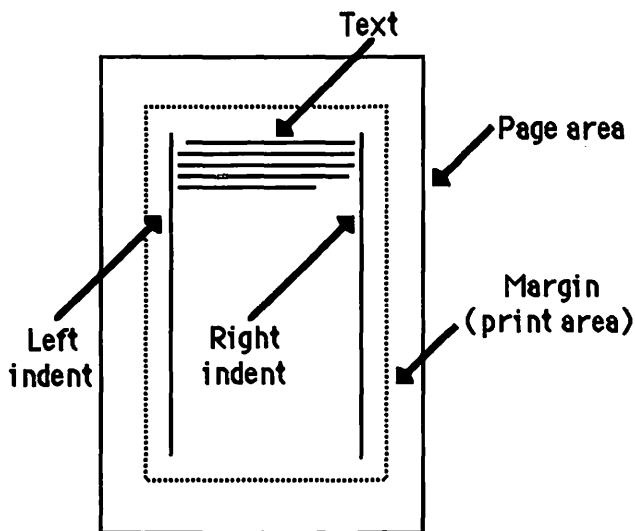 Text
Page area
Margin
(print area)
Left
indent
Right
indent